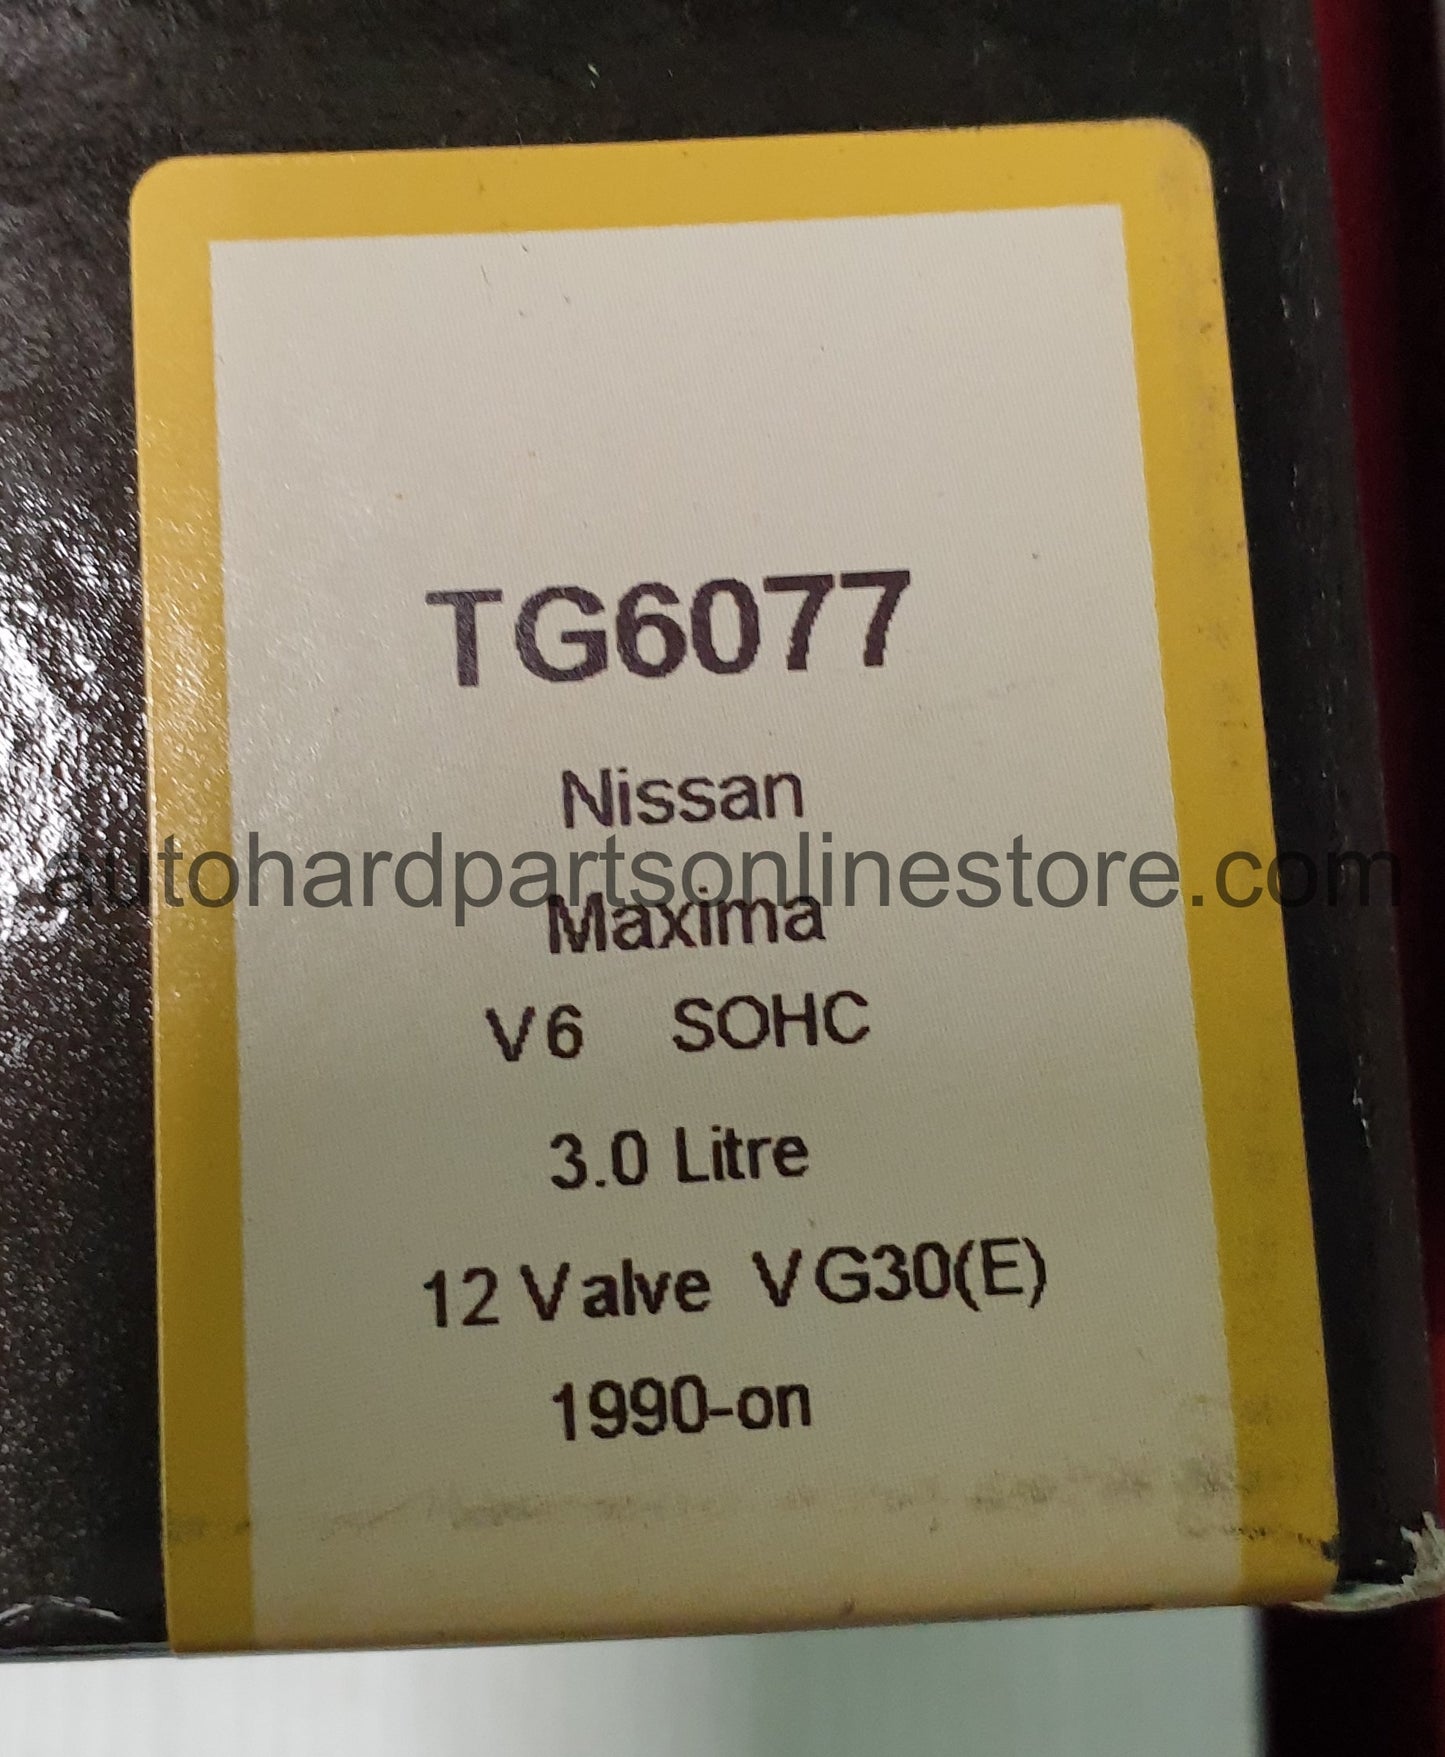 TG6077
Nissan
autohardpartsonlinestore.com
Maxima
V6 SOHC
3.0 Litre
12 Valve VG30(E)
1990-on